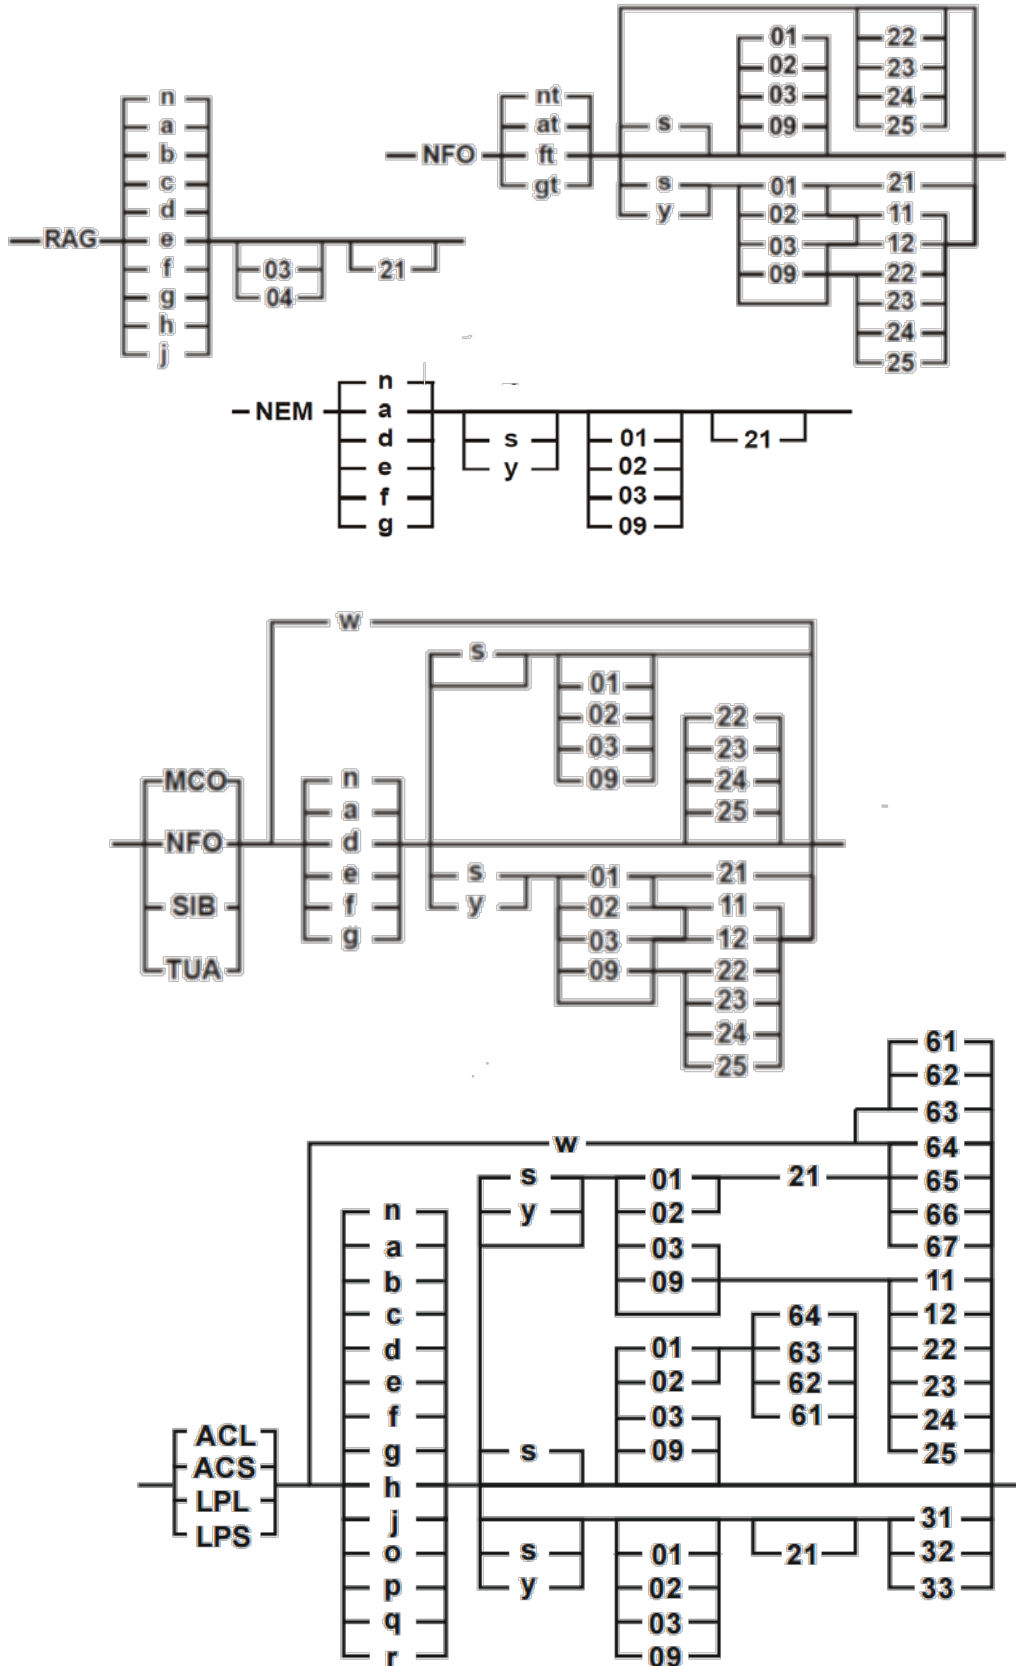 n
a
b
c
d
RAG
e
f
g
h
j
03
04
21
NFO
nt
at
ft
gt
s
s
y
01
02
03
09
22
23
24
25
01
02
03
09
21
11
12
22
23
24
25
NEM
n
a
d
e
f
g
s
y
01
02
03
09
21
MCO
NFO
SIB
TUA
w
n
a
d
e
f
g
s
01
02
03
09
22
23
24
25
s
y
01
02
03
09
21
11
12
22
23
24
25
ACL
ACS
LPL
LPS
w
n
a
b
c
d
e
f
g
h
j
o
p
q
r
s
y
01
02
03
09
21
61
62
63
64
65
66
67
11
12
22
23
24
25
s
01
02
03
09
64
63
62
61
s
y
01
02
03
09
21
31
32
33